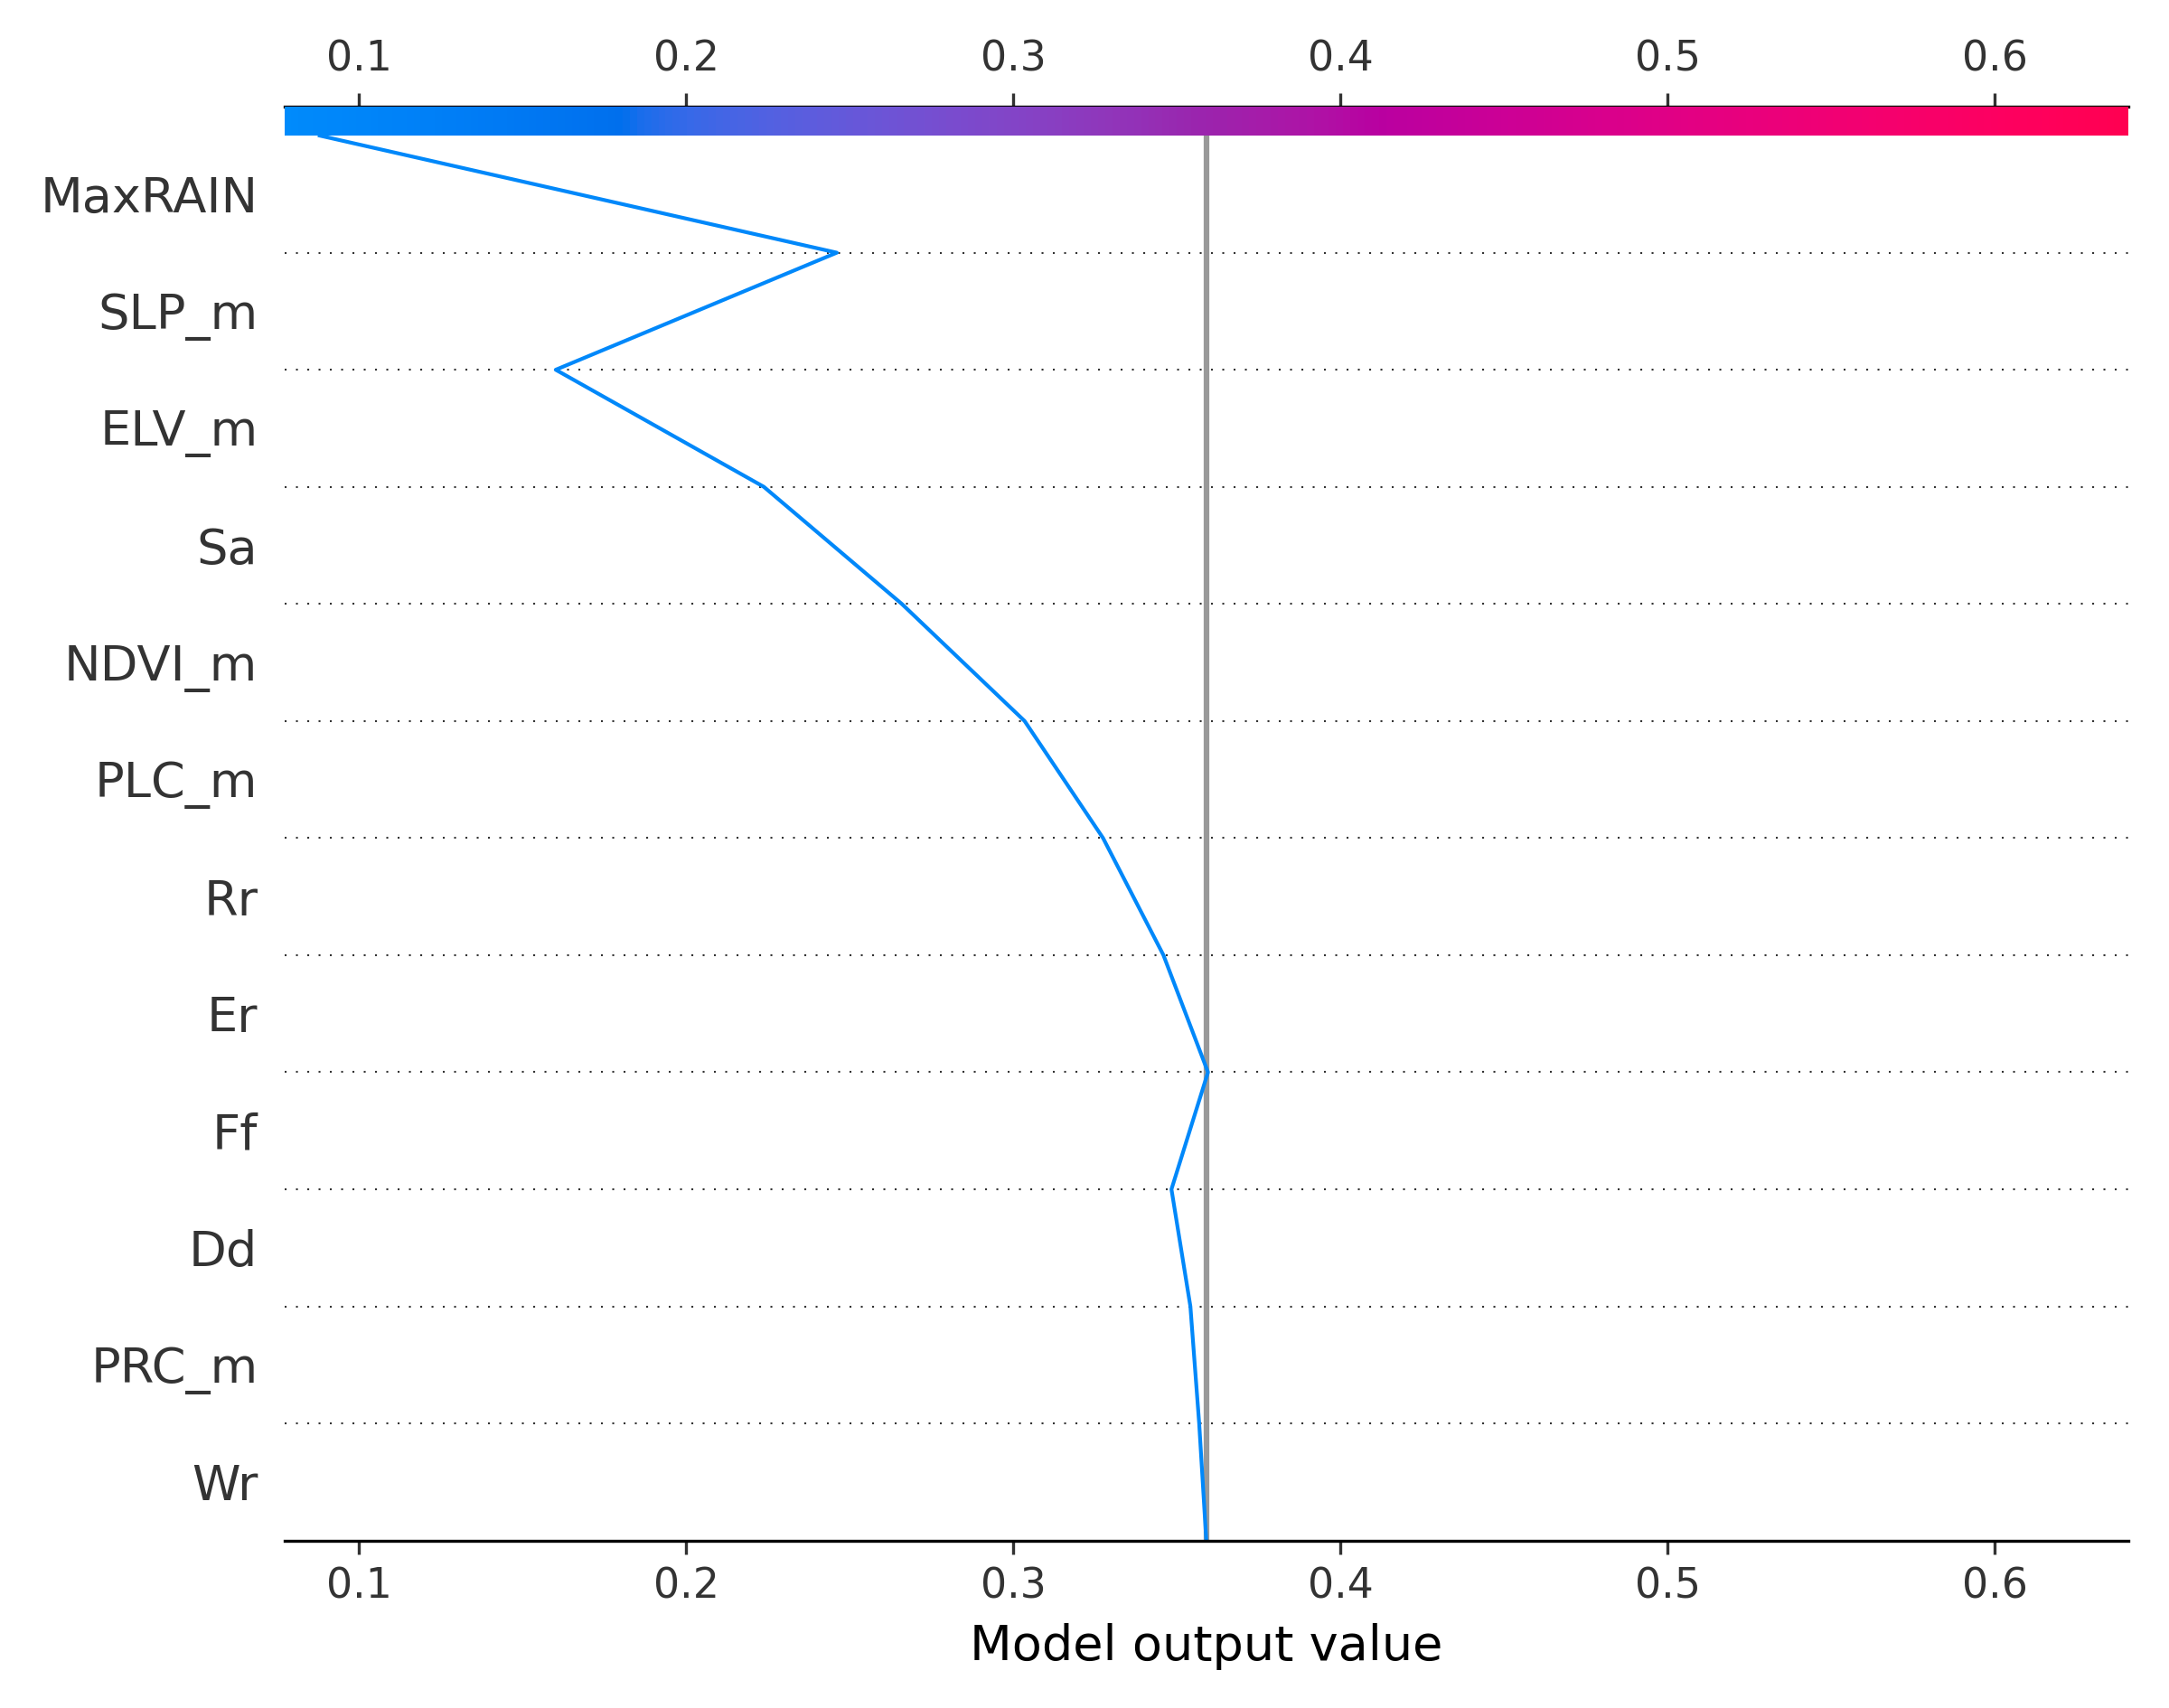 0.1 0.2 0.3 0.4 0.5 0.6
MaxRAIN
SLP_m
ELV_m
Sa
NDVI_m
PLC_m
Rr
Er
Ff
Dd
PRC_m
Wr
0.1 0.2 0.3 0.4 0.5 0.6
Model output value